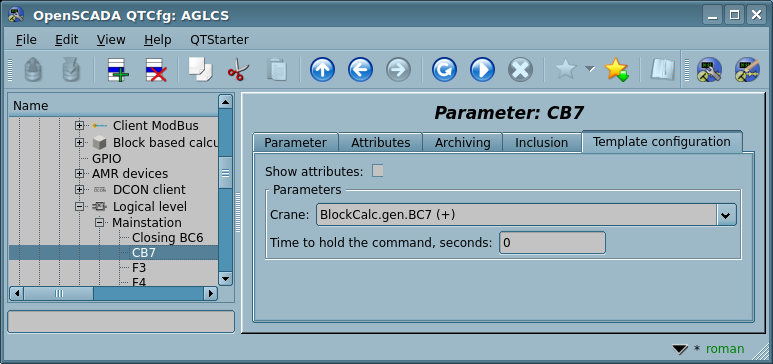 OpenSCADA QTCfg: AGLCS
File Edit View Help QTStarter
Name
Client ModBus
Block based calcu
GPIO
AMR devices
DCON client
Logical level
Mainstation
Closing BC6
CB7
F3
F4
Parameter: CB7
Parameter Attributes Archiving Inclusion Template configuration
Show attributes:
Parameters
Crane: BlockCalc.gen.BC7 (+)
Time to hold the command, seconds: 0
* roman